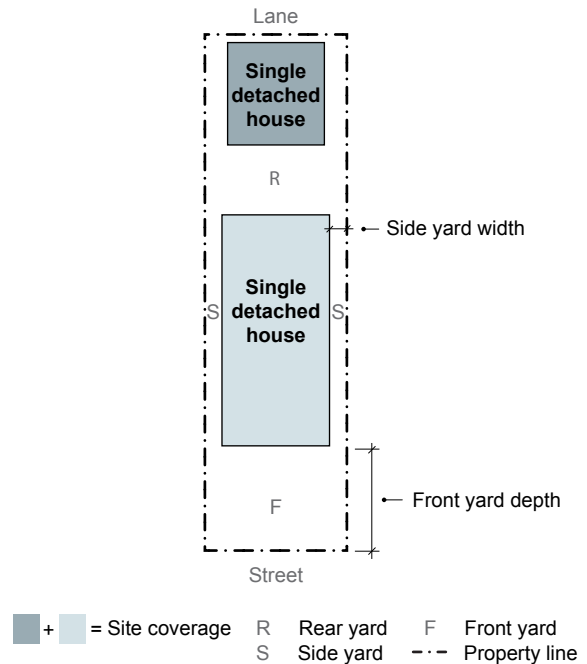 Lane
Single
detached
house
R
Side yard width
Single
detached
house
S
S
Front yard depth
F
Street
+ = Site coverage R Rear yard F Front yard
S Side yard Property line